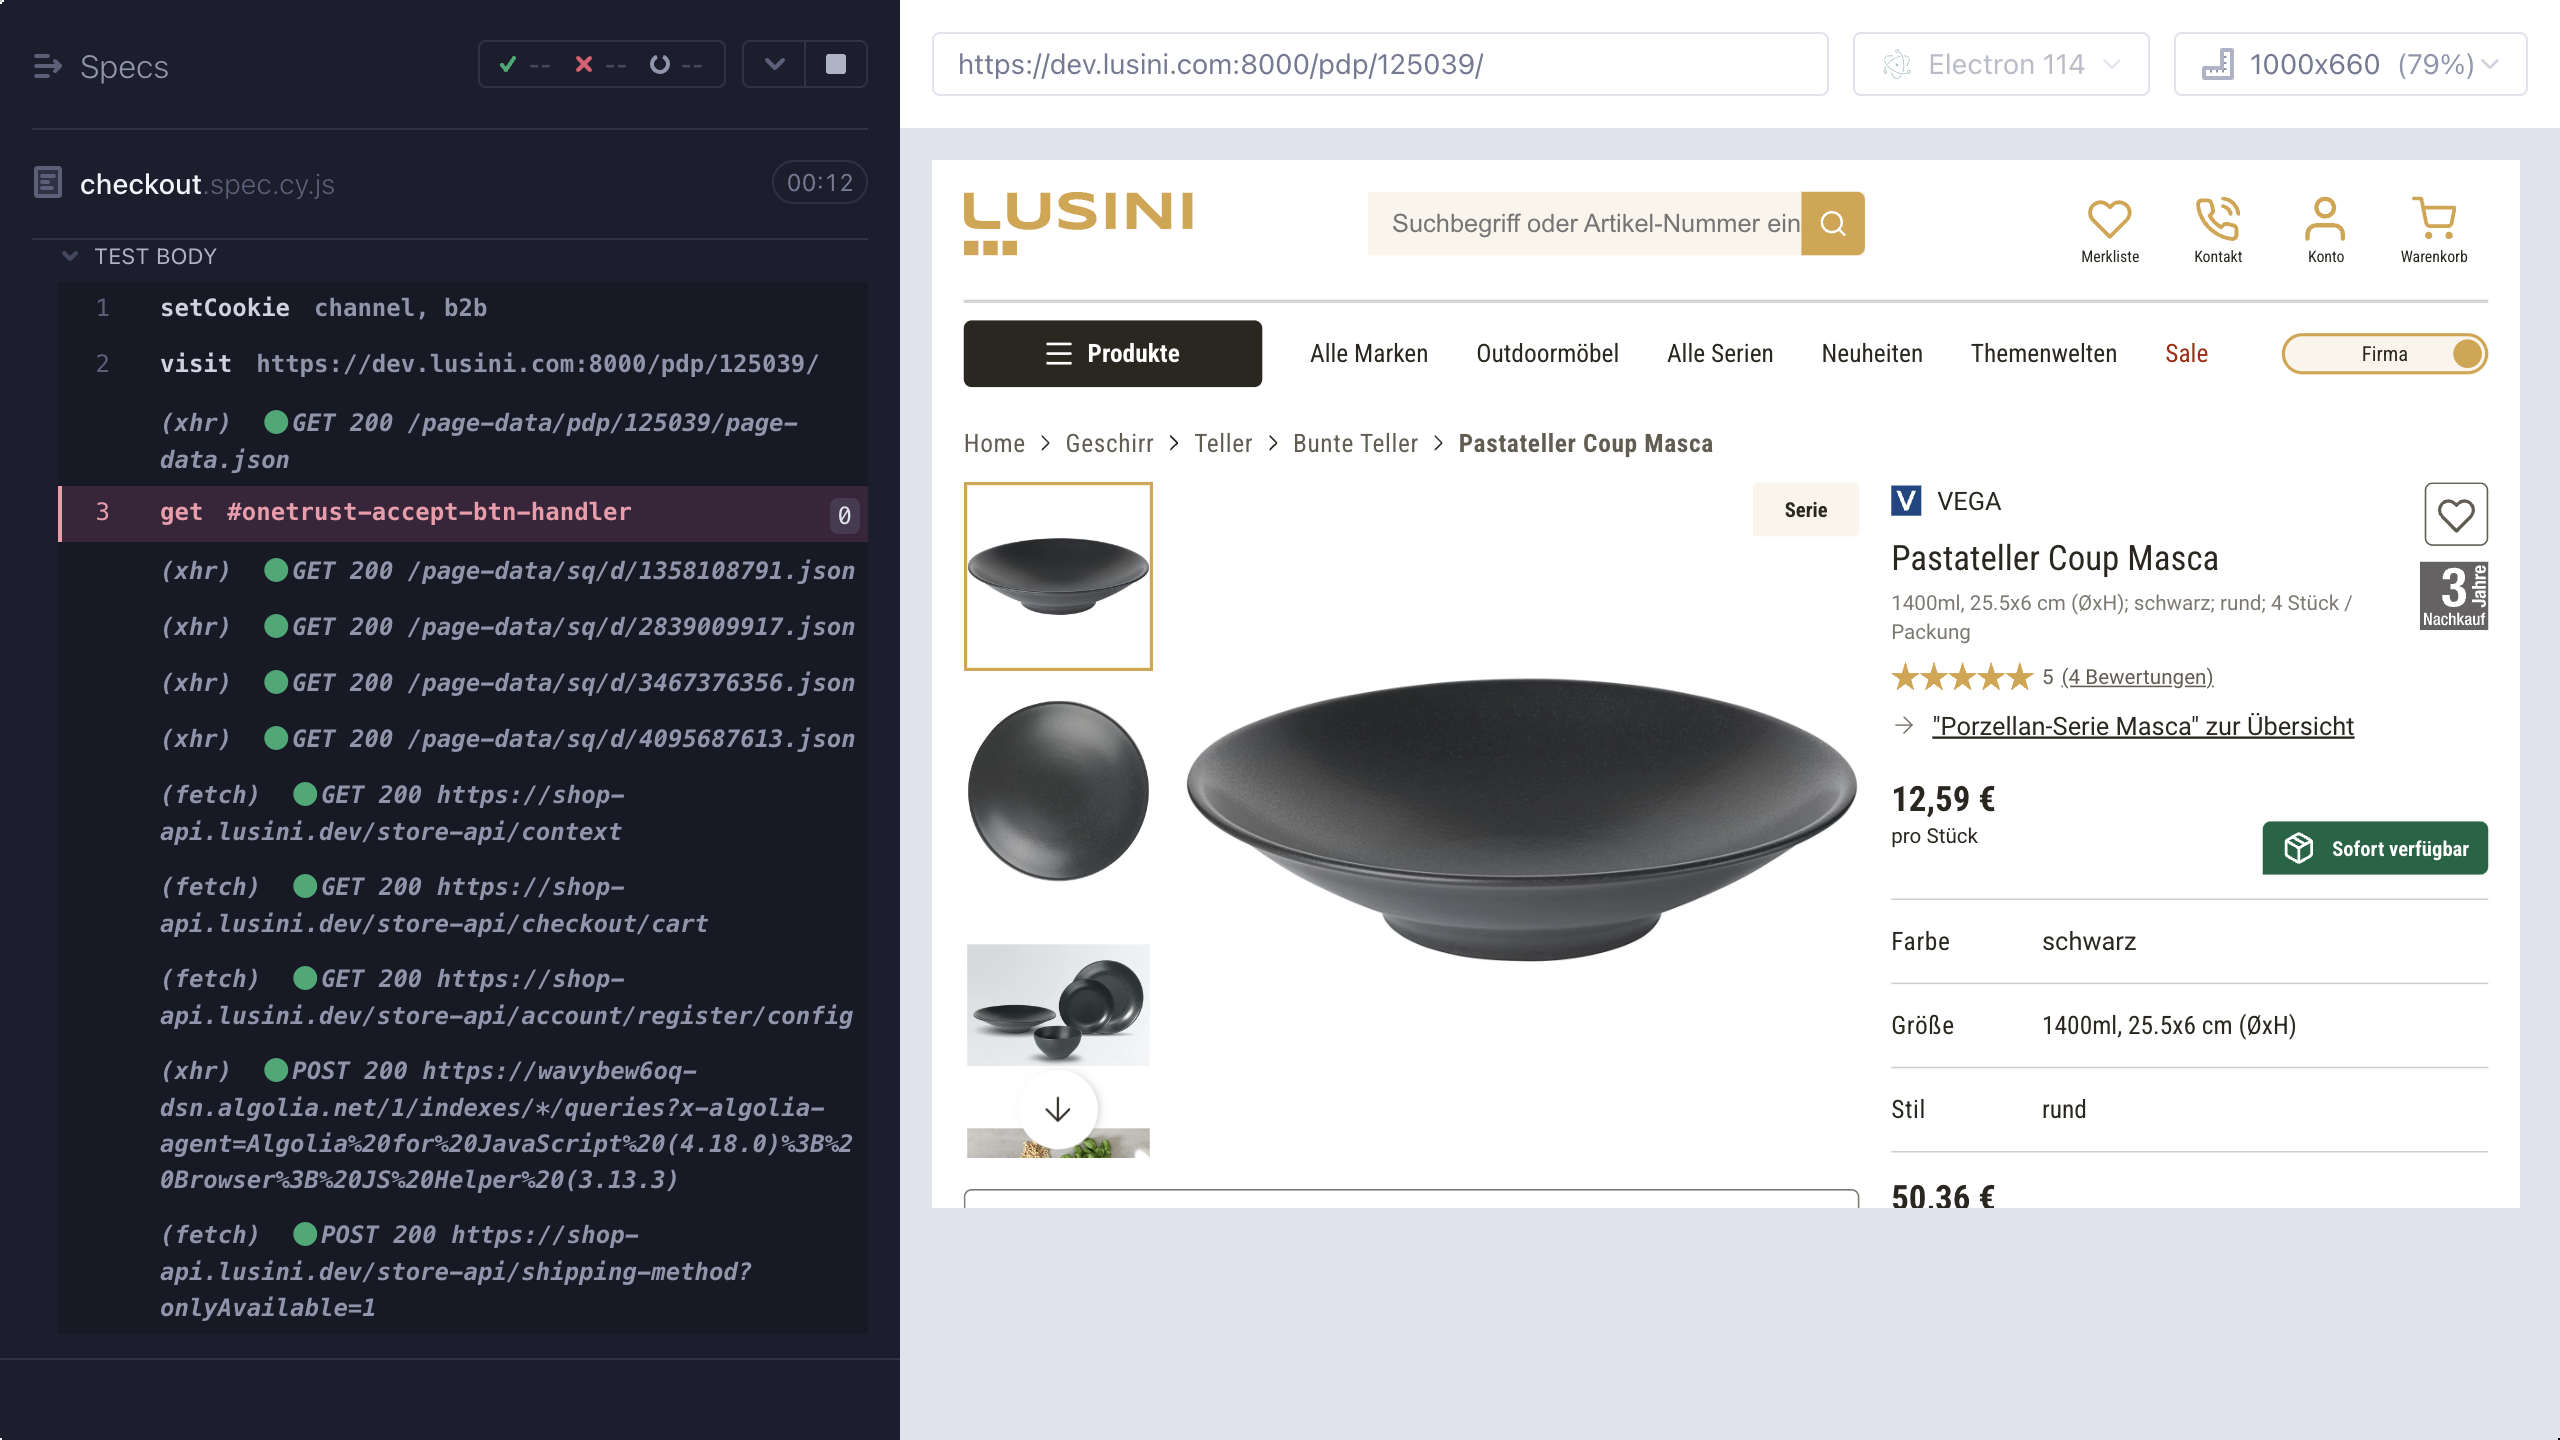 Specs
-- -- --
checkout.spec.cy.js
00:12
TEST BODY
1 setCookie channel, b2b
2 visit https://dev.lusini.com:8000/pdp/125039/
(xhr) GET 200 /page-data/pdp/125039/page-
data.json
3 get #onetrust-accept-btn-handler 0
(xhr) GET 200 /page-data/sq/d/1358108791.json
(xhr) GET 200 /page-data/sq/d/2839009917.json
(xhr) GET 200 /page-data/sq/d/3467376356.json
(xhr) GET 200 /page-data/sq/d/4095687613.json
(fetch) GET 200 https://shop-
api.lusini.dev/store-api/context
(fetch) GET 200 https://shop-
api.lusini.dev/store-api/checkout/cart
(fetch) GET 200 https://shop-
api.lusini.dev/store-api/account/register/config
(xhr) POST 200 https://wavybew6oq-
dsn.algolia.net/1/indexes/*/queries?x-algolia-
agent=Algolia%20for%20JavaScript%20(4.18.0)%3B%2
0Browser%3B%20JS%20Helper%20(3.13.3)
(fetch) POST 200 https://shop-
api.lusini.dev/store-api/shipping-method?
onlyAvailable=1
https://dev.lusini.com:8000/pdp/125039/
Electron 114
1000x660 (79%)
LUSINI
Suchbegriff oder Artikel-Nummer ein
Merkliste
Kontakt
Konto
Warenkorb
Produkte
Alle Marken
Outdoormöbel
Alle Serien
Neuheiten
Themenwelten
Sale
Firma
Home > Geschirr > Teller > Bunte Teller > Pastateller Coup Masca
Serie
V VEGA
Pastateller Coup Masca
1400ml, 25.5x6 cm (ØxH); schwarz; rund; 4 Stück /
Packung
3 Jahre
Nachkauf
5 (4 Bewertungen)
"Porzellan-Serie Masca" zur Übersicht
12,59 €
pro Stück
Sofort verfügbar
Farbe schwarz
Größe 1400ml, 25.5x6 cm (ØxH)
Stil rund
50,36 €